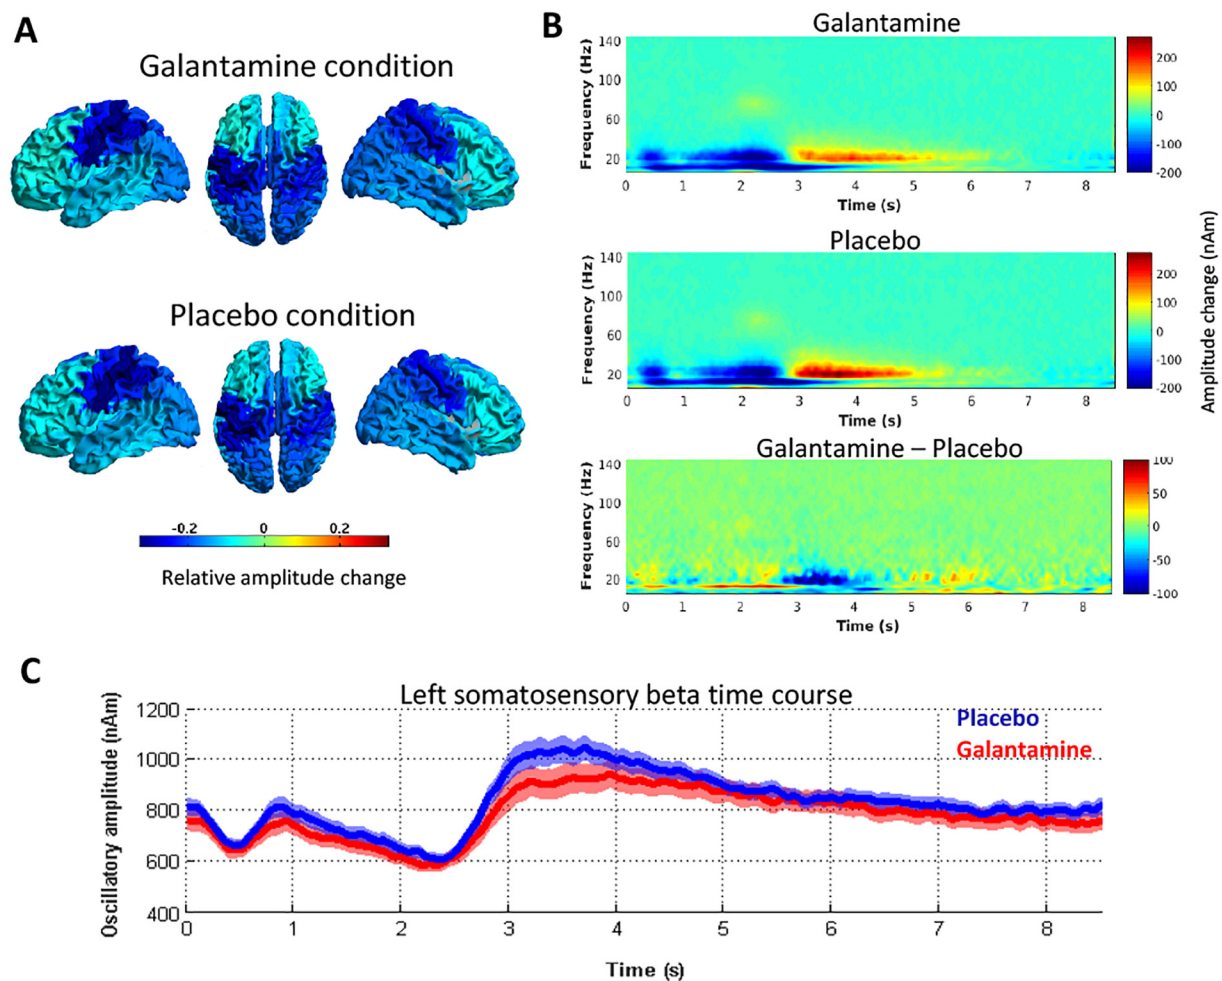 A
Galantamine condition
Placebo condition
-0.2 0 0.2
Relative amplitude change
B
Galantamine
Frequency (Hz)
140
100
60
20
0 1 2 3 4 5 6 7 8
Time (s)
200
100
0
-100
-200
Placebo
Frequency (Hz)
140
100
60
20
0 1 2 3 4 5 6 7 8
Time (s)
200
100
0
-100
-200
Amplitude change (nAm)
Galantamine – Placebo
Frequency (Hz)
140
100
60
20
0 1 2 3 4 5 6 7 8
Time (s)
100
50
0
-50
-100
C
Left somatosensory beta time course
Oscillatory amplitude (nAm)
1200
1000
800
600
400
0 1 2 3 4 5 6 7 8
Time (s)
Placebo
Galantamine